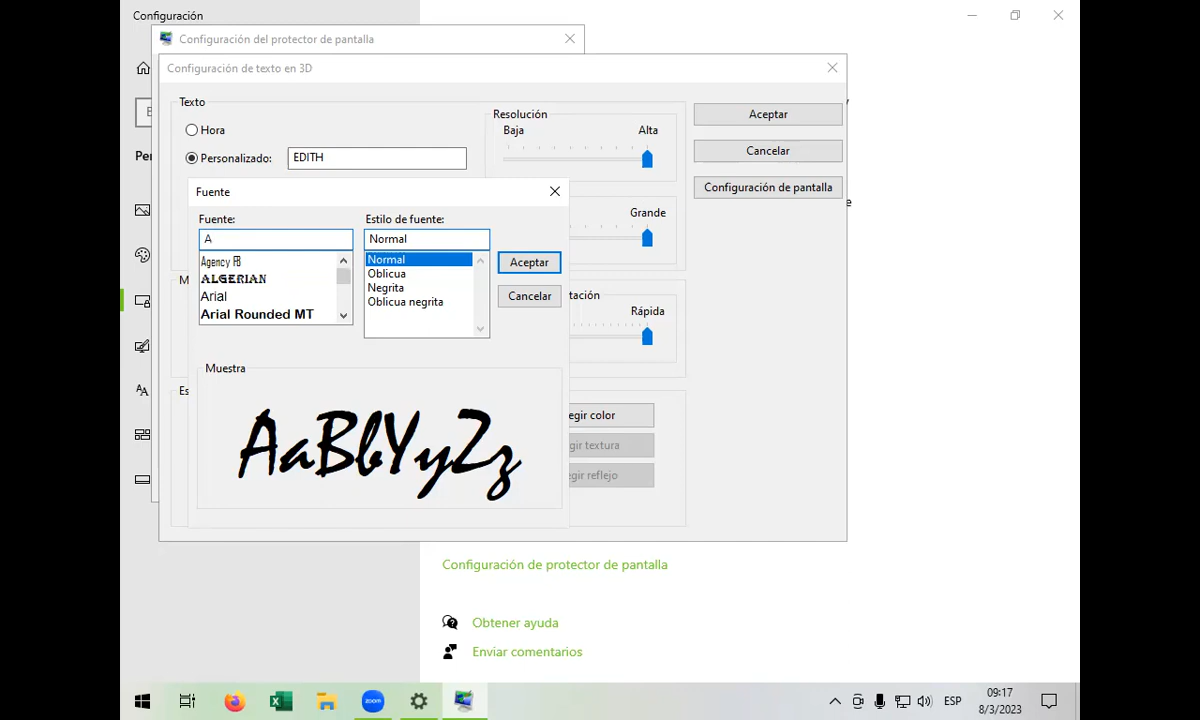 Configuración
Configuración del protector de pantalla
Configuración de texto en 3D
Texto
Hora
Personalizado:
EDITH
Resolución
Baja
Alta
Aceptar
Cancelar
Configuración de pantalla
Fuente
Fuente:
A
Agency FB
ALGERIAN
Arial
Arial Rounded MT
Estilo de fuente:
Normal
Normal
Oblicua
Negrita
Oblicua negrita
Aceptar
Cancelar
Grande
tación
Rápida
Muestra
AaBbYyZz
M
Es
egir color
gir textura
egir reflejo
Configuración de protector de pantalla
Obtener ayuda
Enviar comentarios
zoom
ESP
09:17
8/3/2023